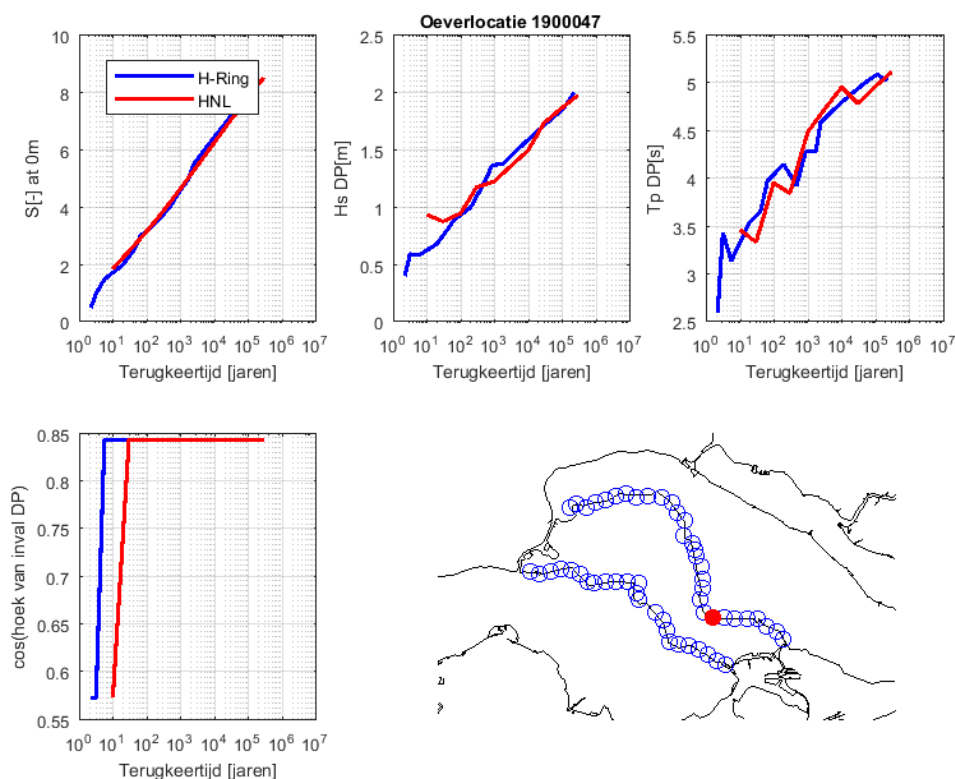 Oeverlocatie 1900047
S[-] at 0m
10
8
6
4
2
0
H-Ring
HNL
10^0 10^1 10^2 10^3 10^4 10^5 10^6 10^7
Terugkeertijd [jaren]
Hs DP[m]
2.5
2
1.5
1
0.5
0
10^0 10^1 10^2 10^3 10^4 10^5 10^6 10^7
Terugkeertijd [jaren]
Tp DP[s]
5.5
5
4.5
4
3.5
3
2.5
10^0 10^1 10^2 10^3 10^4 10^5 10^6 10^7
Terugkeertijd [jaren]
cos(hoek van inval DP)
0.85
0.8
0.75
0.7
0.65
0.6
0.55
10^0 10^1 10^2 10^3 10^4 10^5 10^6 10^7
Terugkeertijd [jaren]